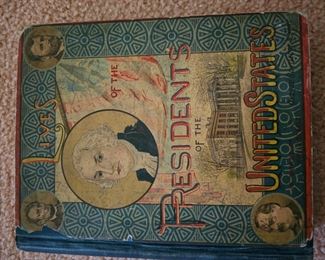 LIVES
OF THE
PRESIDENTS
OF THE
UNITED STATES